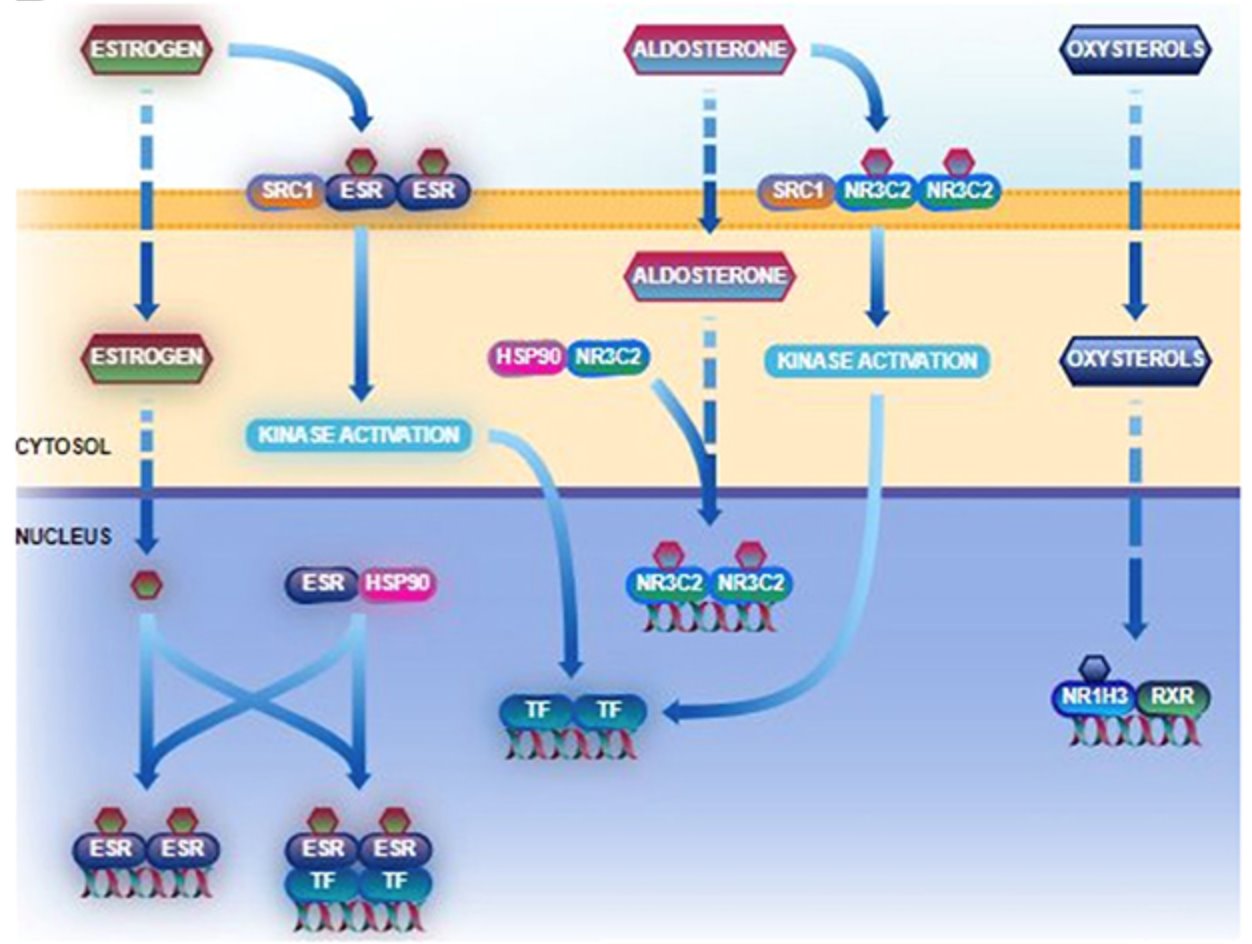 ESTROGEN
ALDOSTERONE
OXYSTEROLS
SRC1 ESR ESR
SRC1 NR3C2 NR3C2
ALDOSTERONE
ESTROGEN
HSP90 NR3C2
KINASE ACTIVATION
OXYSTEROLS
CYTOSOL
KINASE ACTIVATION
NUCLEUS
ESR HSP90
NR3C2 NR3C2
TF TF
NR1H3 RXR
ESR ESR
ESR ESR
TF TF